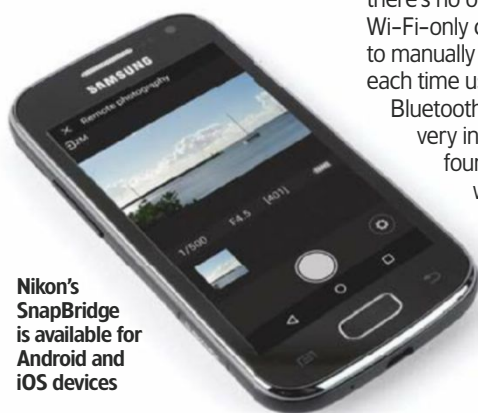 there's no o
Wi-Fi-only c
to manually
each time us
Bluetooth
very in
four
SAMSUNG
Remote photography
1/500 F4.5 [401]
Nikon's
SnapBridge
is available for
Android and
iOS devices